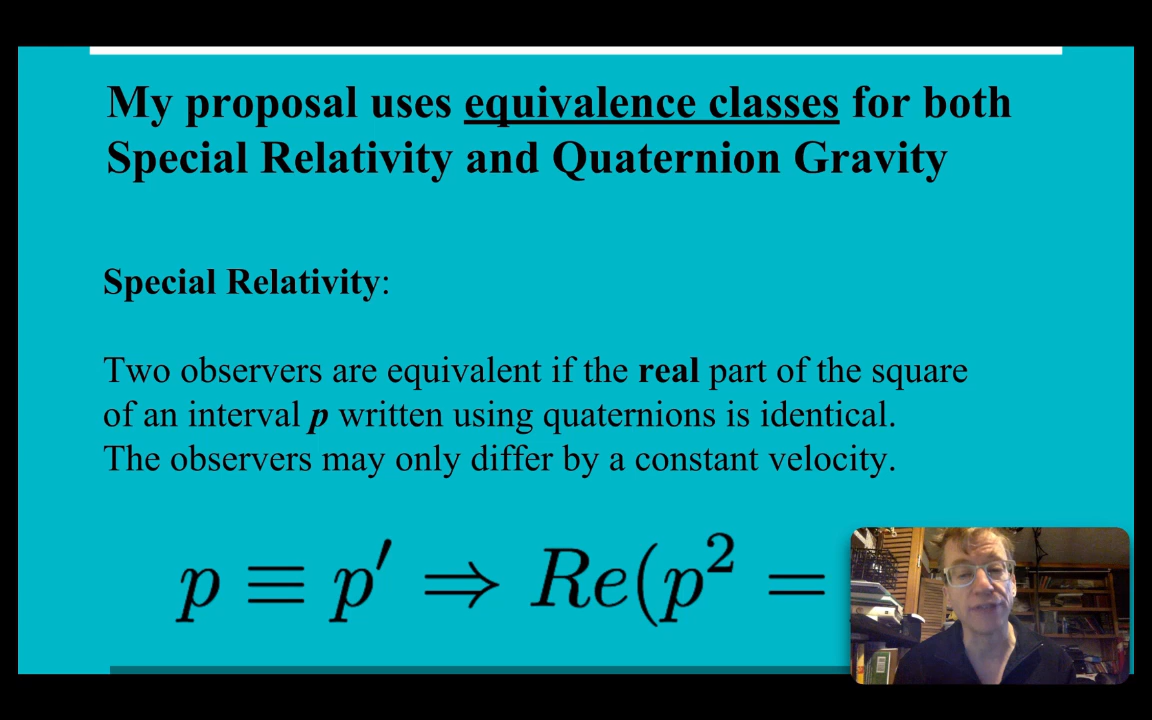 My proposal uses equivalence classes for both
Special Relativity and Quaternion Gravity
Special Relativity:
Two observers are equivalent if the real part of the square
of an interval p written using quaternions is identical.
The observers may only differ by a constant velocity.
p ≡ p′ ⇒ Re(p² =